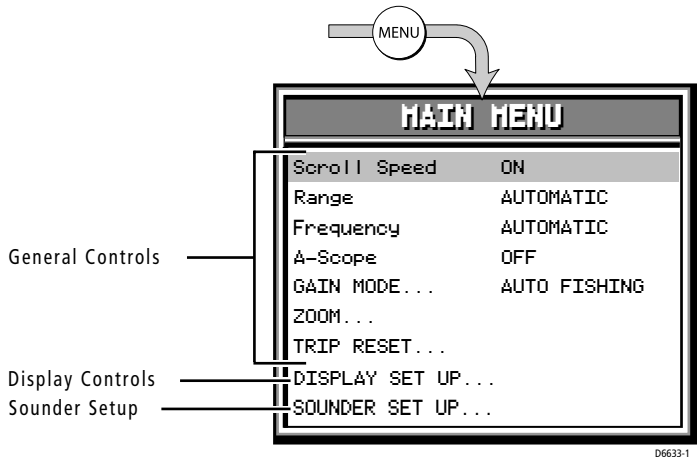 MENU
MAIN MENU
Scroll Speed ON
Range AUTOMATIC
Frequency AUTOMATIC
General Controls
A-Scope OFF
GAIN MODE... AUTO FISHING
ZOOM...
TRIP RESET...
Display Controls
DISPLAY SET UP...
Sounder Setup
SOUNDER SET UP...
D6633-1